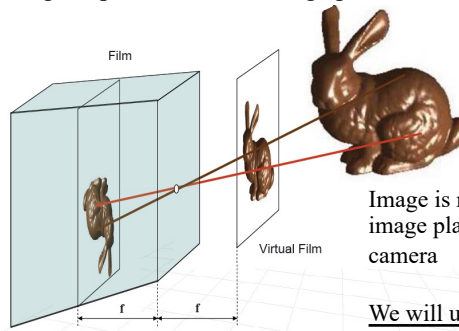 Film
Virtual Film
Image is
image pla
camera
f
f
We will u